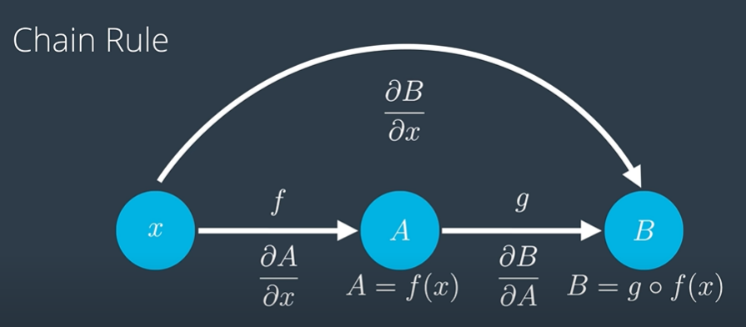 Chain Rule
∂B/∂x
f
g
x
A
B
∂A/∂x
∂B/∂A
A = f(x)
B = g ∘ f(x)